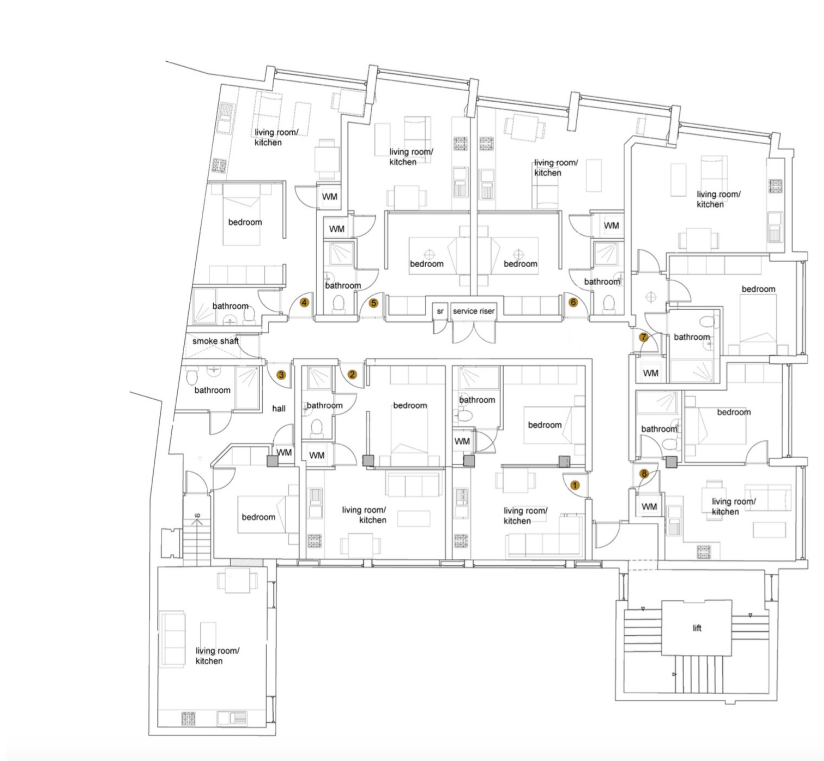 living room/
kitchen
living room/
kitchen
living room/
kitchen
living room/
kitchen
WM
WM
WM
bedroom
bedroom
bedroom
bedroom
bathroom
bathroom
bathroom
bathroom
4
5
6
7
sr
service riser
smoke shaft
WM
3
2
bathroom
hall
bathroom
bedroom
bathroom
bedroom
bedroom
bathroom
WM
WM
WM
8
1
WM
bedroom
living room/
kitchen
living room/
kitchen
living room/
kitchen
lift
living room/
kitchen